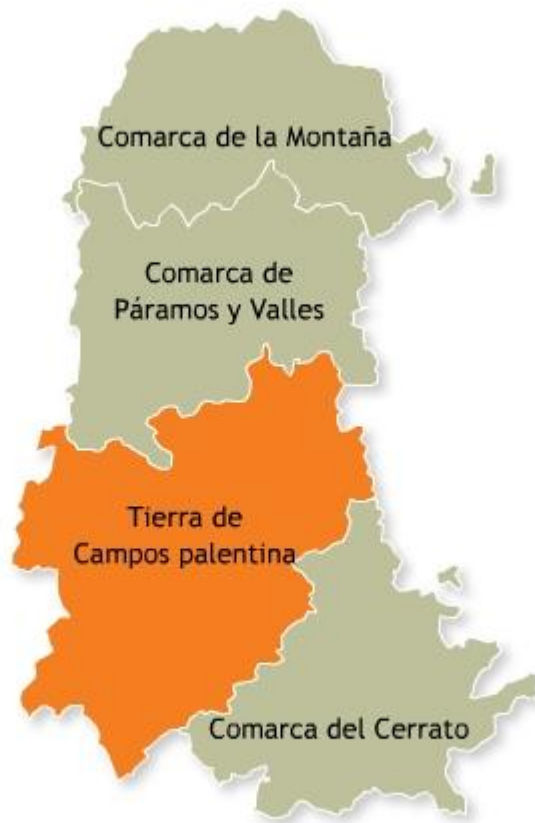 Comarca de la Montaña
Comarca de
Páramos y Valles
Tierra de
Campos palentina
Comarca del Cerrato